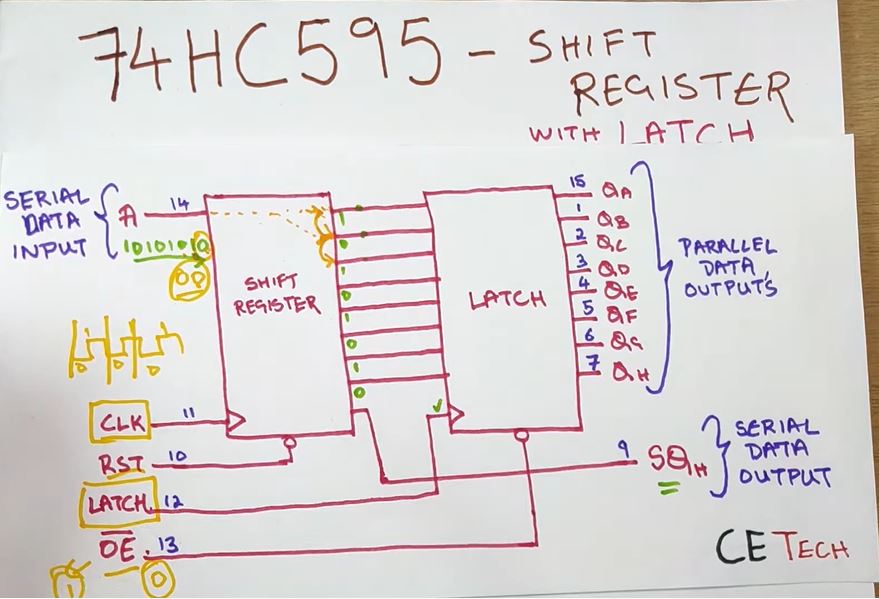 74HC595 - SHIFT
REGISTER
WITH LATCH
SERIAL
DATA
INPUT
A 14
10101010
00
SHIFT
REGISTER
1
0
1
0
1
0
1
0
LATCH
15 QA
1 QB
2 QC
3 QD
4 QE
5 QF
6 QG
7 QH
PARALLEL
DATA
OUTPUTS
0 0 0
CLK 11
RST 10
LATCH 12
OE 13
1 0
9 SQH
SERIAL
DATA
OUTPUT
CETECH